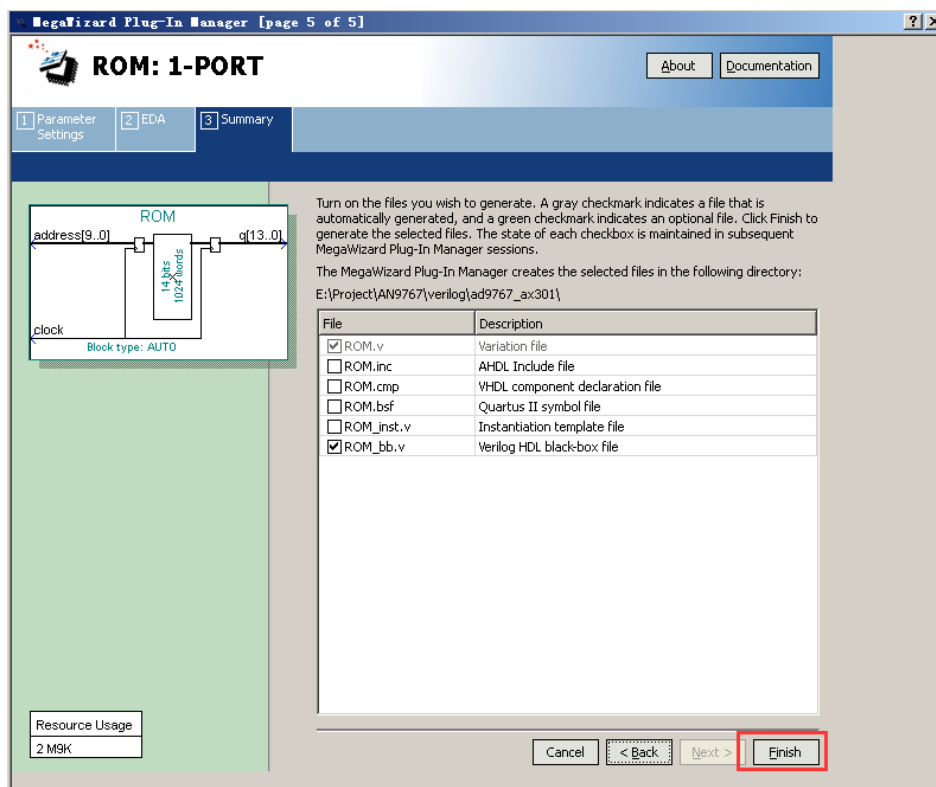 MegaWizard Plug-In Manager [page 5 of 5]
ROM: 1-PORT
About
Documentation
1 Parameter Settings
2 EDA
3 Summary
ROM
address[9..0]
q[13..0]
14 bits
1024 words
clock
Block type: AUTO
Turn on the files you wish to generate. A gray checkmark indicates a file that is
automatically generated, and a green checkmark indicates an optional file. Click Finish to
generate the selected files. The state of each checkbox is maintained in subsequent
MegaWizard Plug-In Manager sessions.
The MegaWizard Plug-In Manager creates the selected files in the following directory:
E:\Project\AN9767\verilog\ad9767_ax301\
File Description
ROM.v Variation file
ROM.inc AHDL Include file
ROM.cmp VHDL component declaration file
ROM.bsf Quartus II symbol file
ROM_inst.v Instantiation template file
ROM_bb.v Verilog HDL black-box file
Resource Usage
2 M9K
Cancel
< Back
Next >
Finish